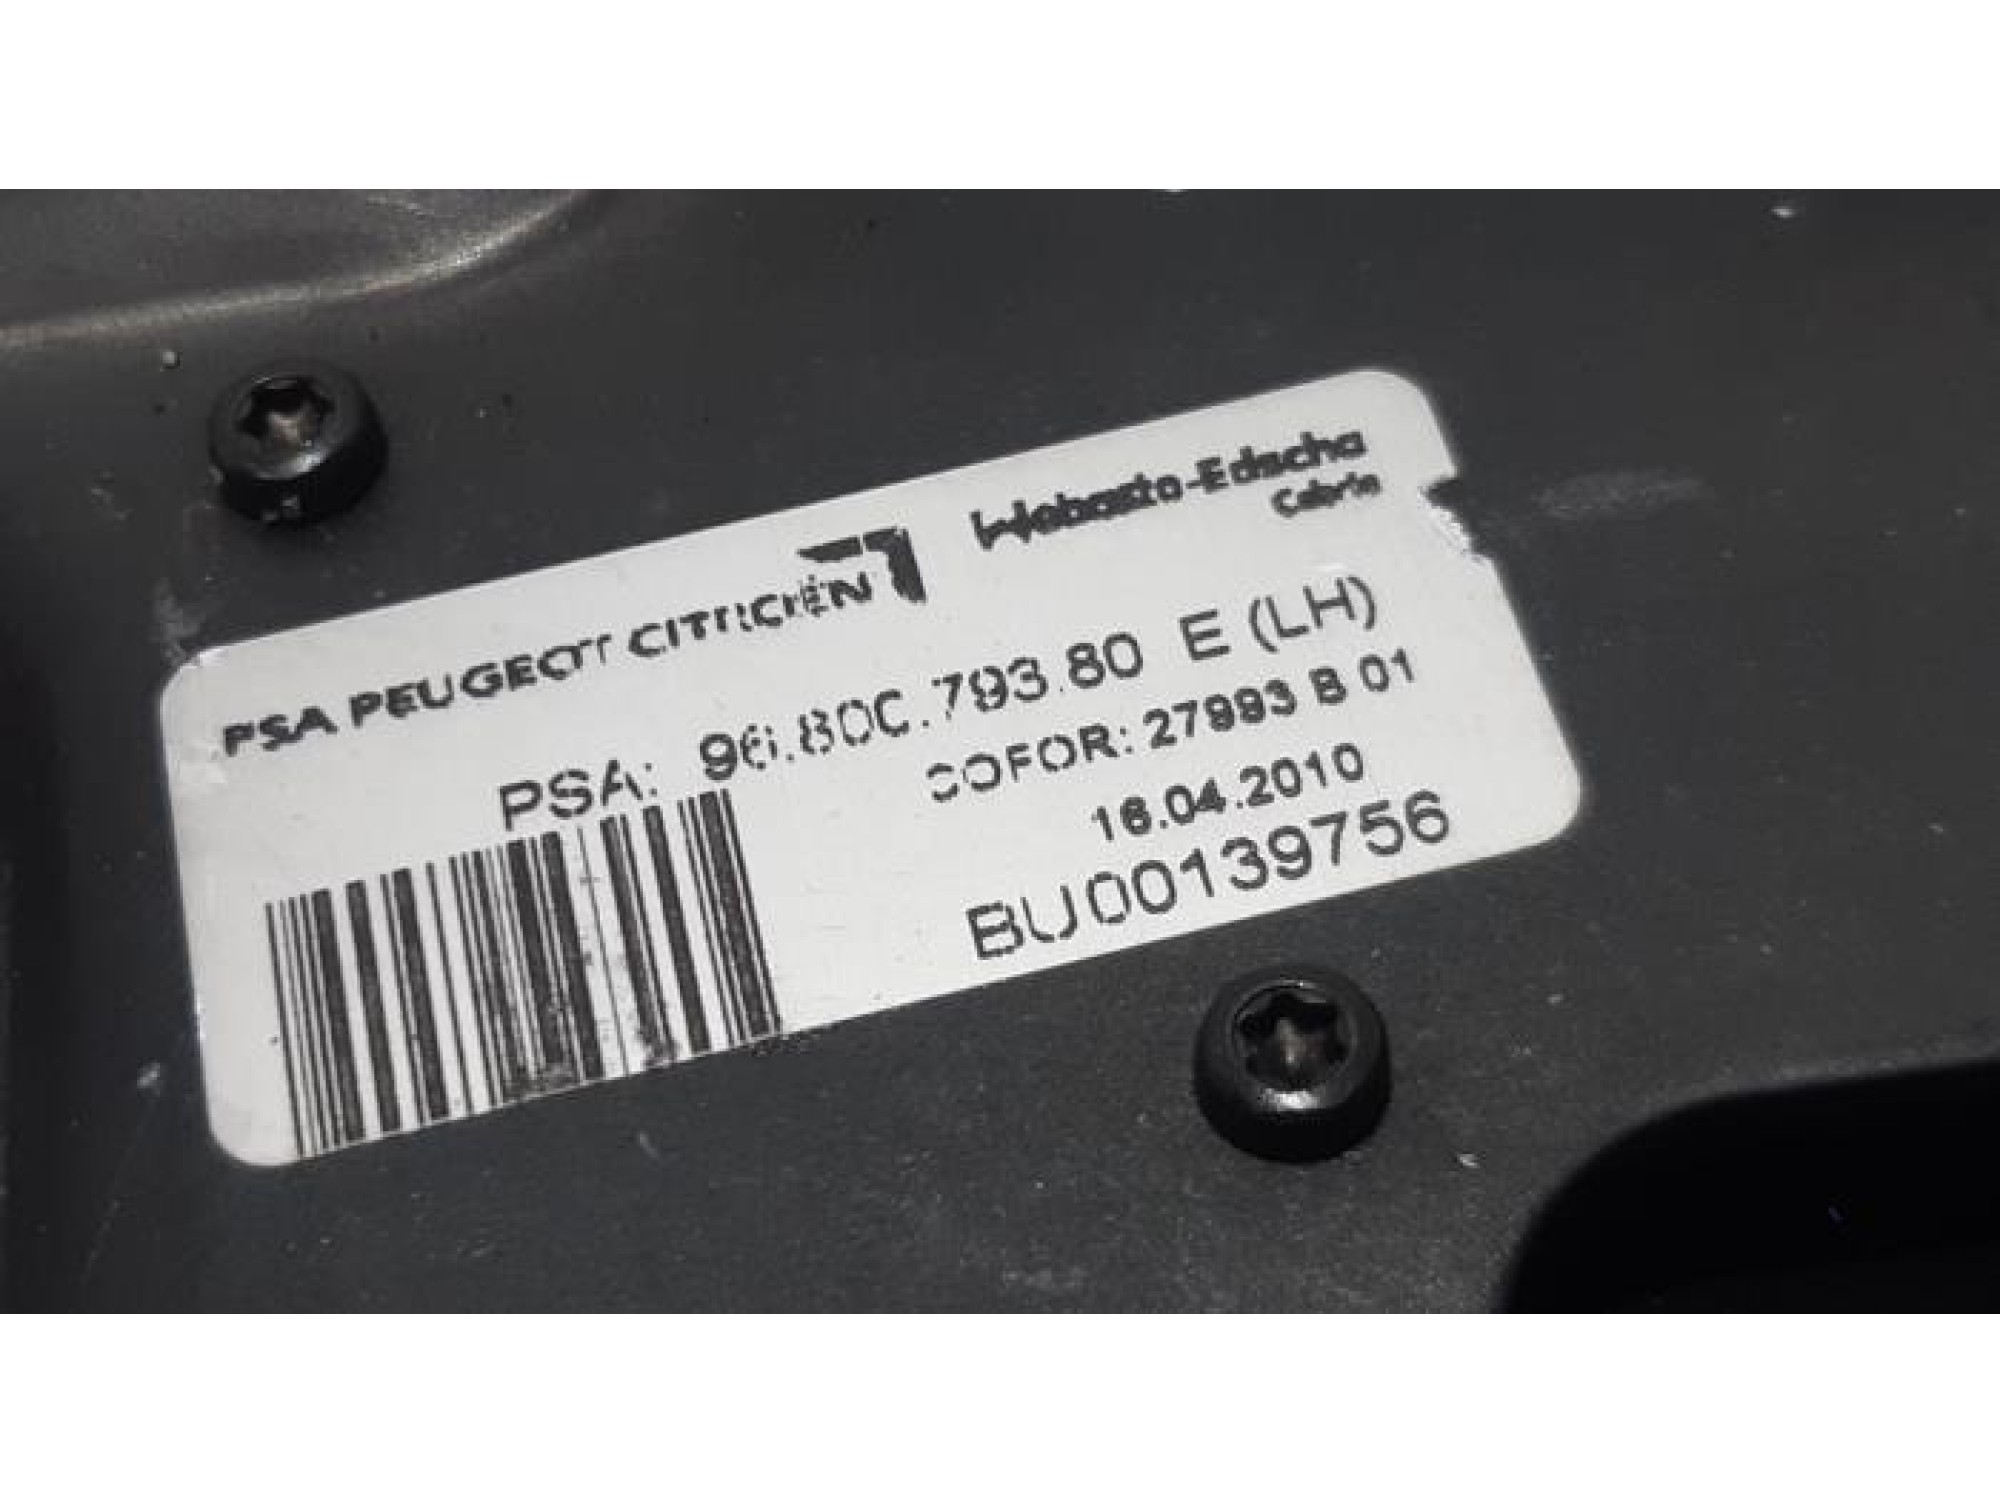 PSA PEUGEOT CITROËN
Webasto-Edscha
Cabrio
PSA: 96.800.793.80 E (LH)
COFOR: 27993 B 01
16.04.2010
BU00139756